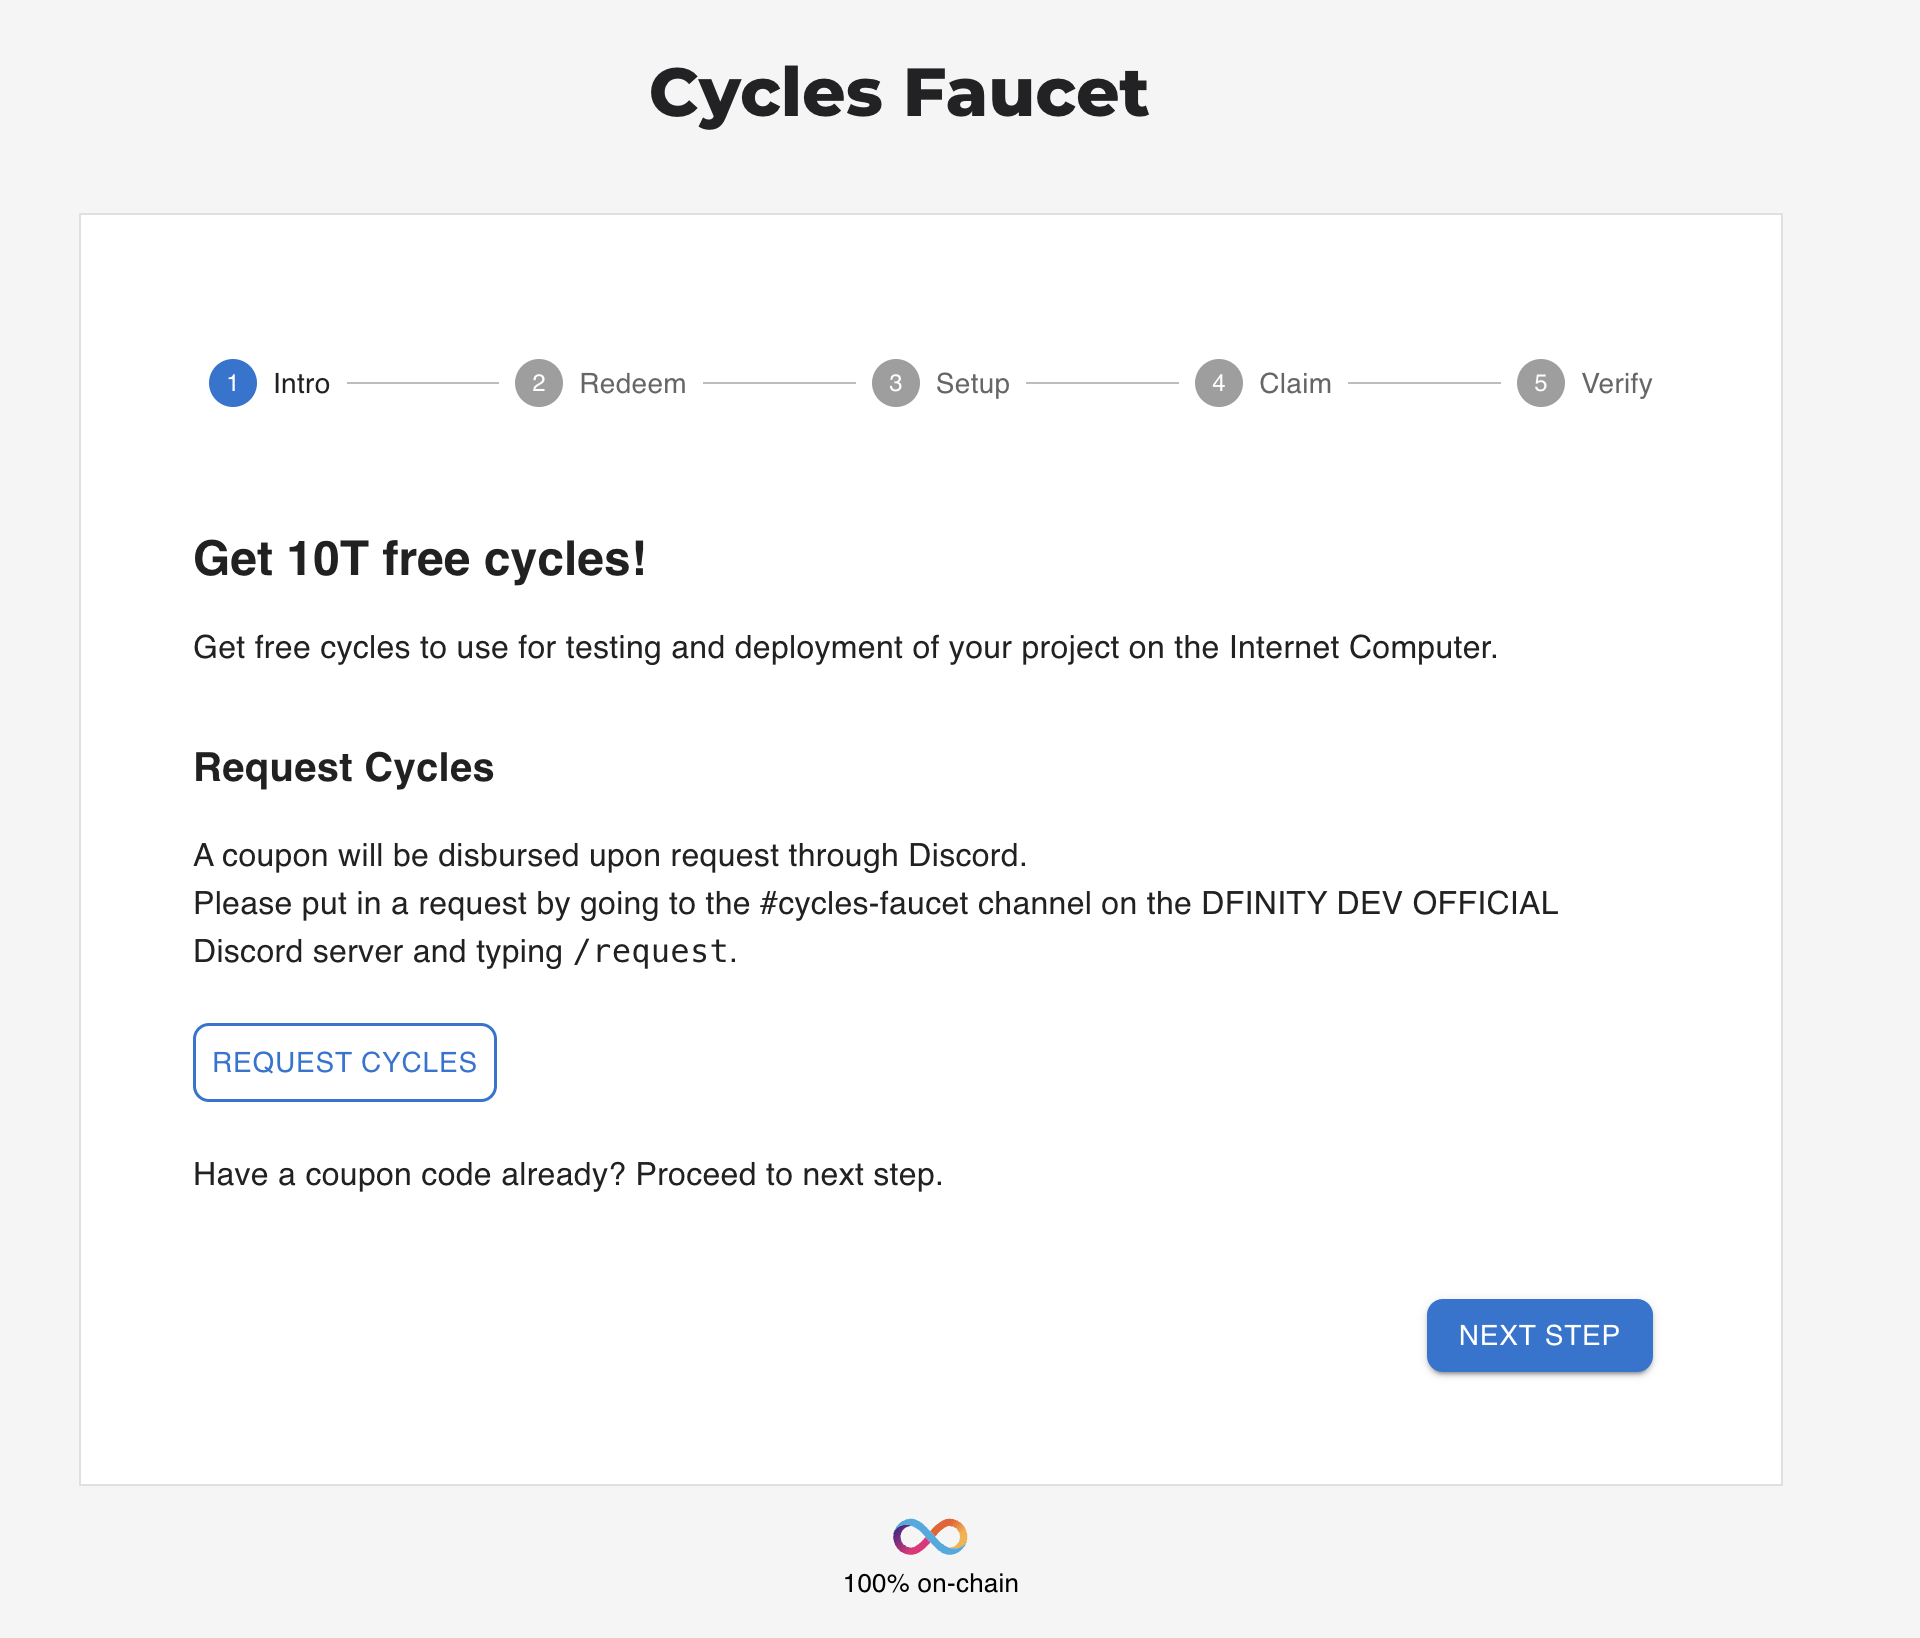 Cycles Faucet
1 Intro 2 Redeem 3 Setup 4 Claim 5 Verify
Get 10T free cycles!
Get free cycles to use for testing and deployment of your project on the Internet Computer.
Request Cycles
A coupon will be disbursed upon request through Discord.
Please put in a request by going to the #cycles-faucet channel on the DFINITY DEV OFFICIAL
Discord server and typing /request.
REQUEST CYCLES
Have a coupon code already? Proceed to next step.
NEXT STEP
100% on-chain